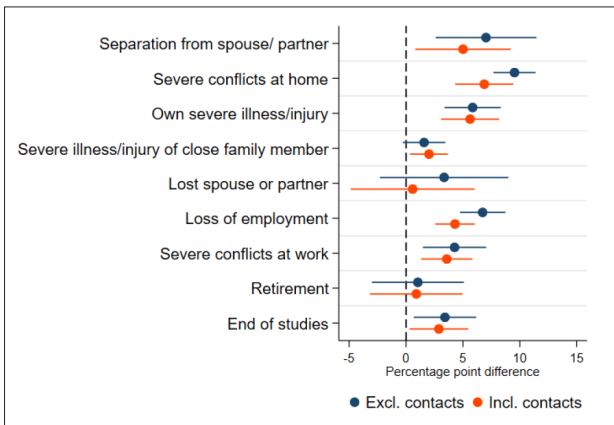 Separation from spouse/ partner
Severe conflicts at home
Own severe illness/injury
Severe illness/injury of close family member
Lost spouse or partner
Loss of employment
Severe conflicts at work
Retirement
End of studies
-5 0 5 10 15
Percentage point difference
Excl. contacts Incl. contacts